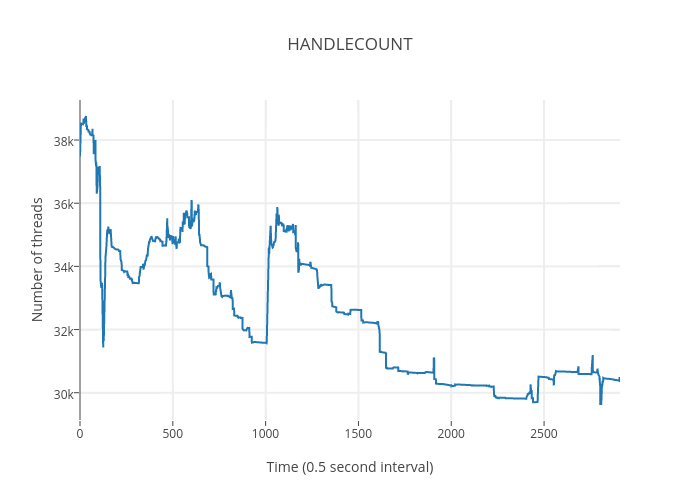 HANDLECOUNT
Number of threads
38k
36k
34k
32k
30k
0 500 1000 1500 2000 2500
Time (0.5 second interval)